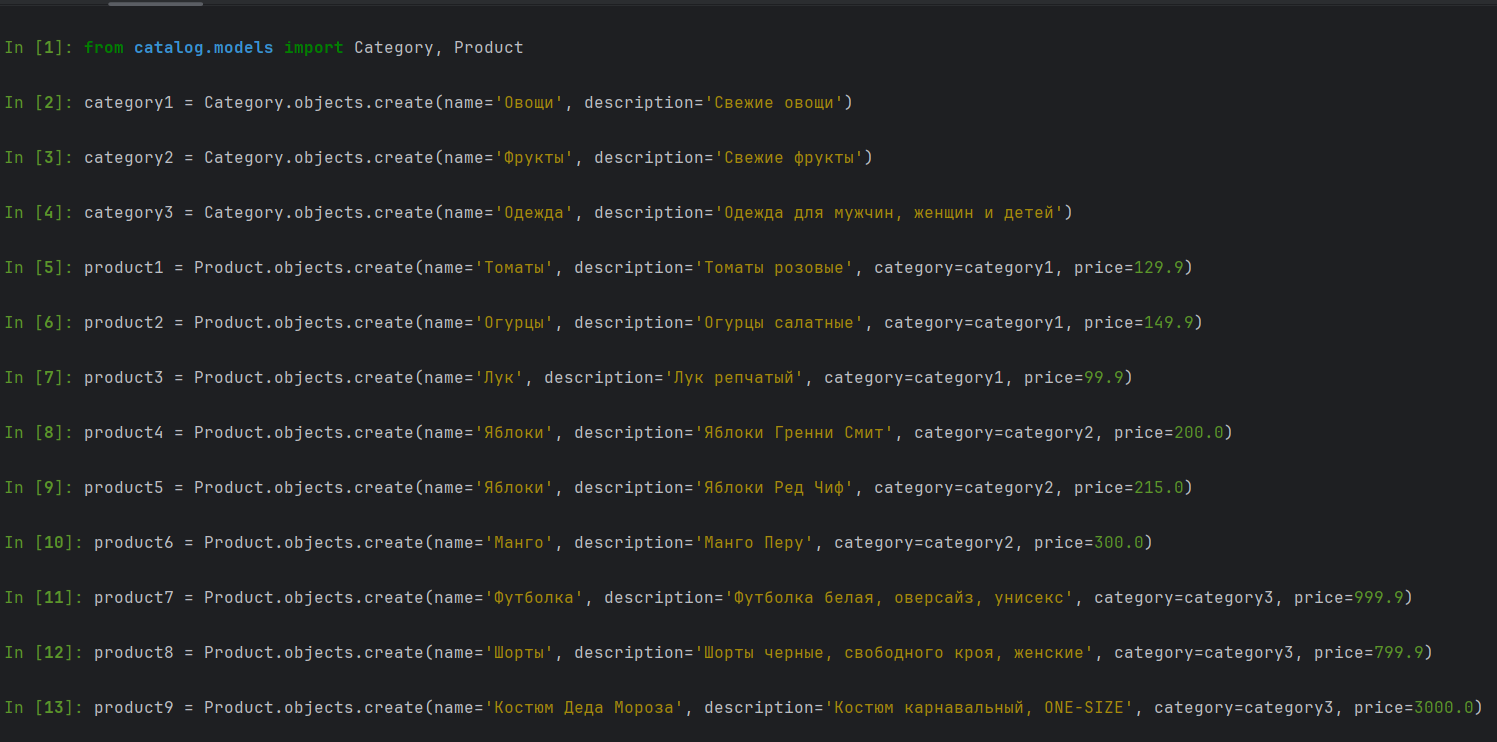 In [1]: from catalog.models import Category, Product
In [2]: category1 = Category.objects.create(name='Овощи', description='Свежие овощи')
In [3]: category2 = Category.objects.create(name='Фрукты', description='Свежие фрукты')
In [4]: category3 = Category.objects.create(name='Одежда', description='Одежда для мужчин, женщин и детей')
In [5]: product1 = Product.objects.create(name='Томаты', description='Томаты розовые', category=category1, price=129.9)
In [6]: product2 = Product.objects.create(name='Огурцы', description='Огурцы салатные', category=category1, price=149.9)
In [7]: product3 = Product.objects.create(name='Лук', description='Лук репчатый', category=category1, price=99.9)
In [8]: product4 = Product.objects.create(name='Яблоки', description='Яблоки Гренни Смит', category=category2, price=200.0)
In [9]: product5 = Product.objects.create(name='Яблоки', description='Яблоки Ред Чиф', category=category2, price=215.0)
In [10]: product6 = Product.objects.create(name='Манго', description='Манго Перу', category=category2, price=300.0)
In [11]: product7 = Product.objects.create(name='Футболка', description='Футболка белая, оверсайз, унисекс', category=category3, price=999.9)
In [12]: product8 = Product.objects.create(name='Шорты', description='Шорты черные, свободного кроя, женские', category=category3, price=799.9)
In [13]: product9 = Product.objects.create(name='Костюм Деда Мороза', description='Костюм карнавальный, ONE-SIZE', category=category3, price=3000.0)